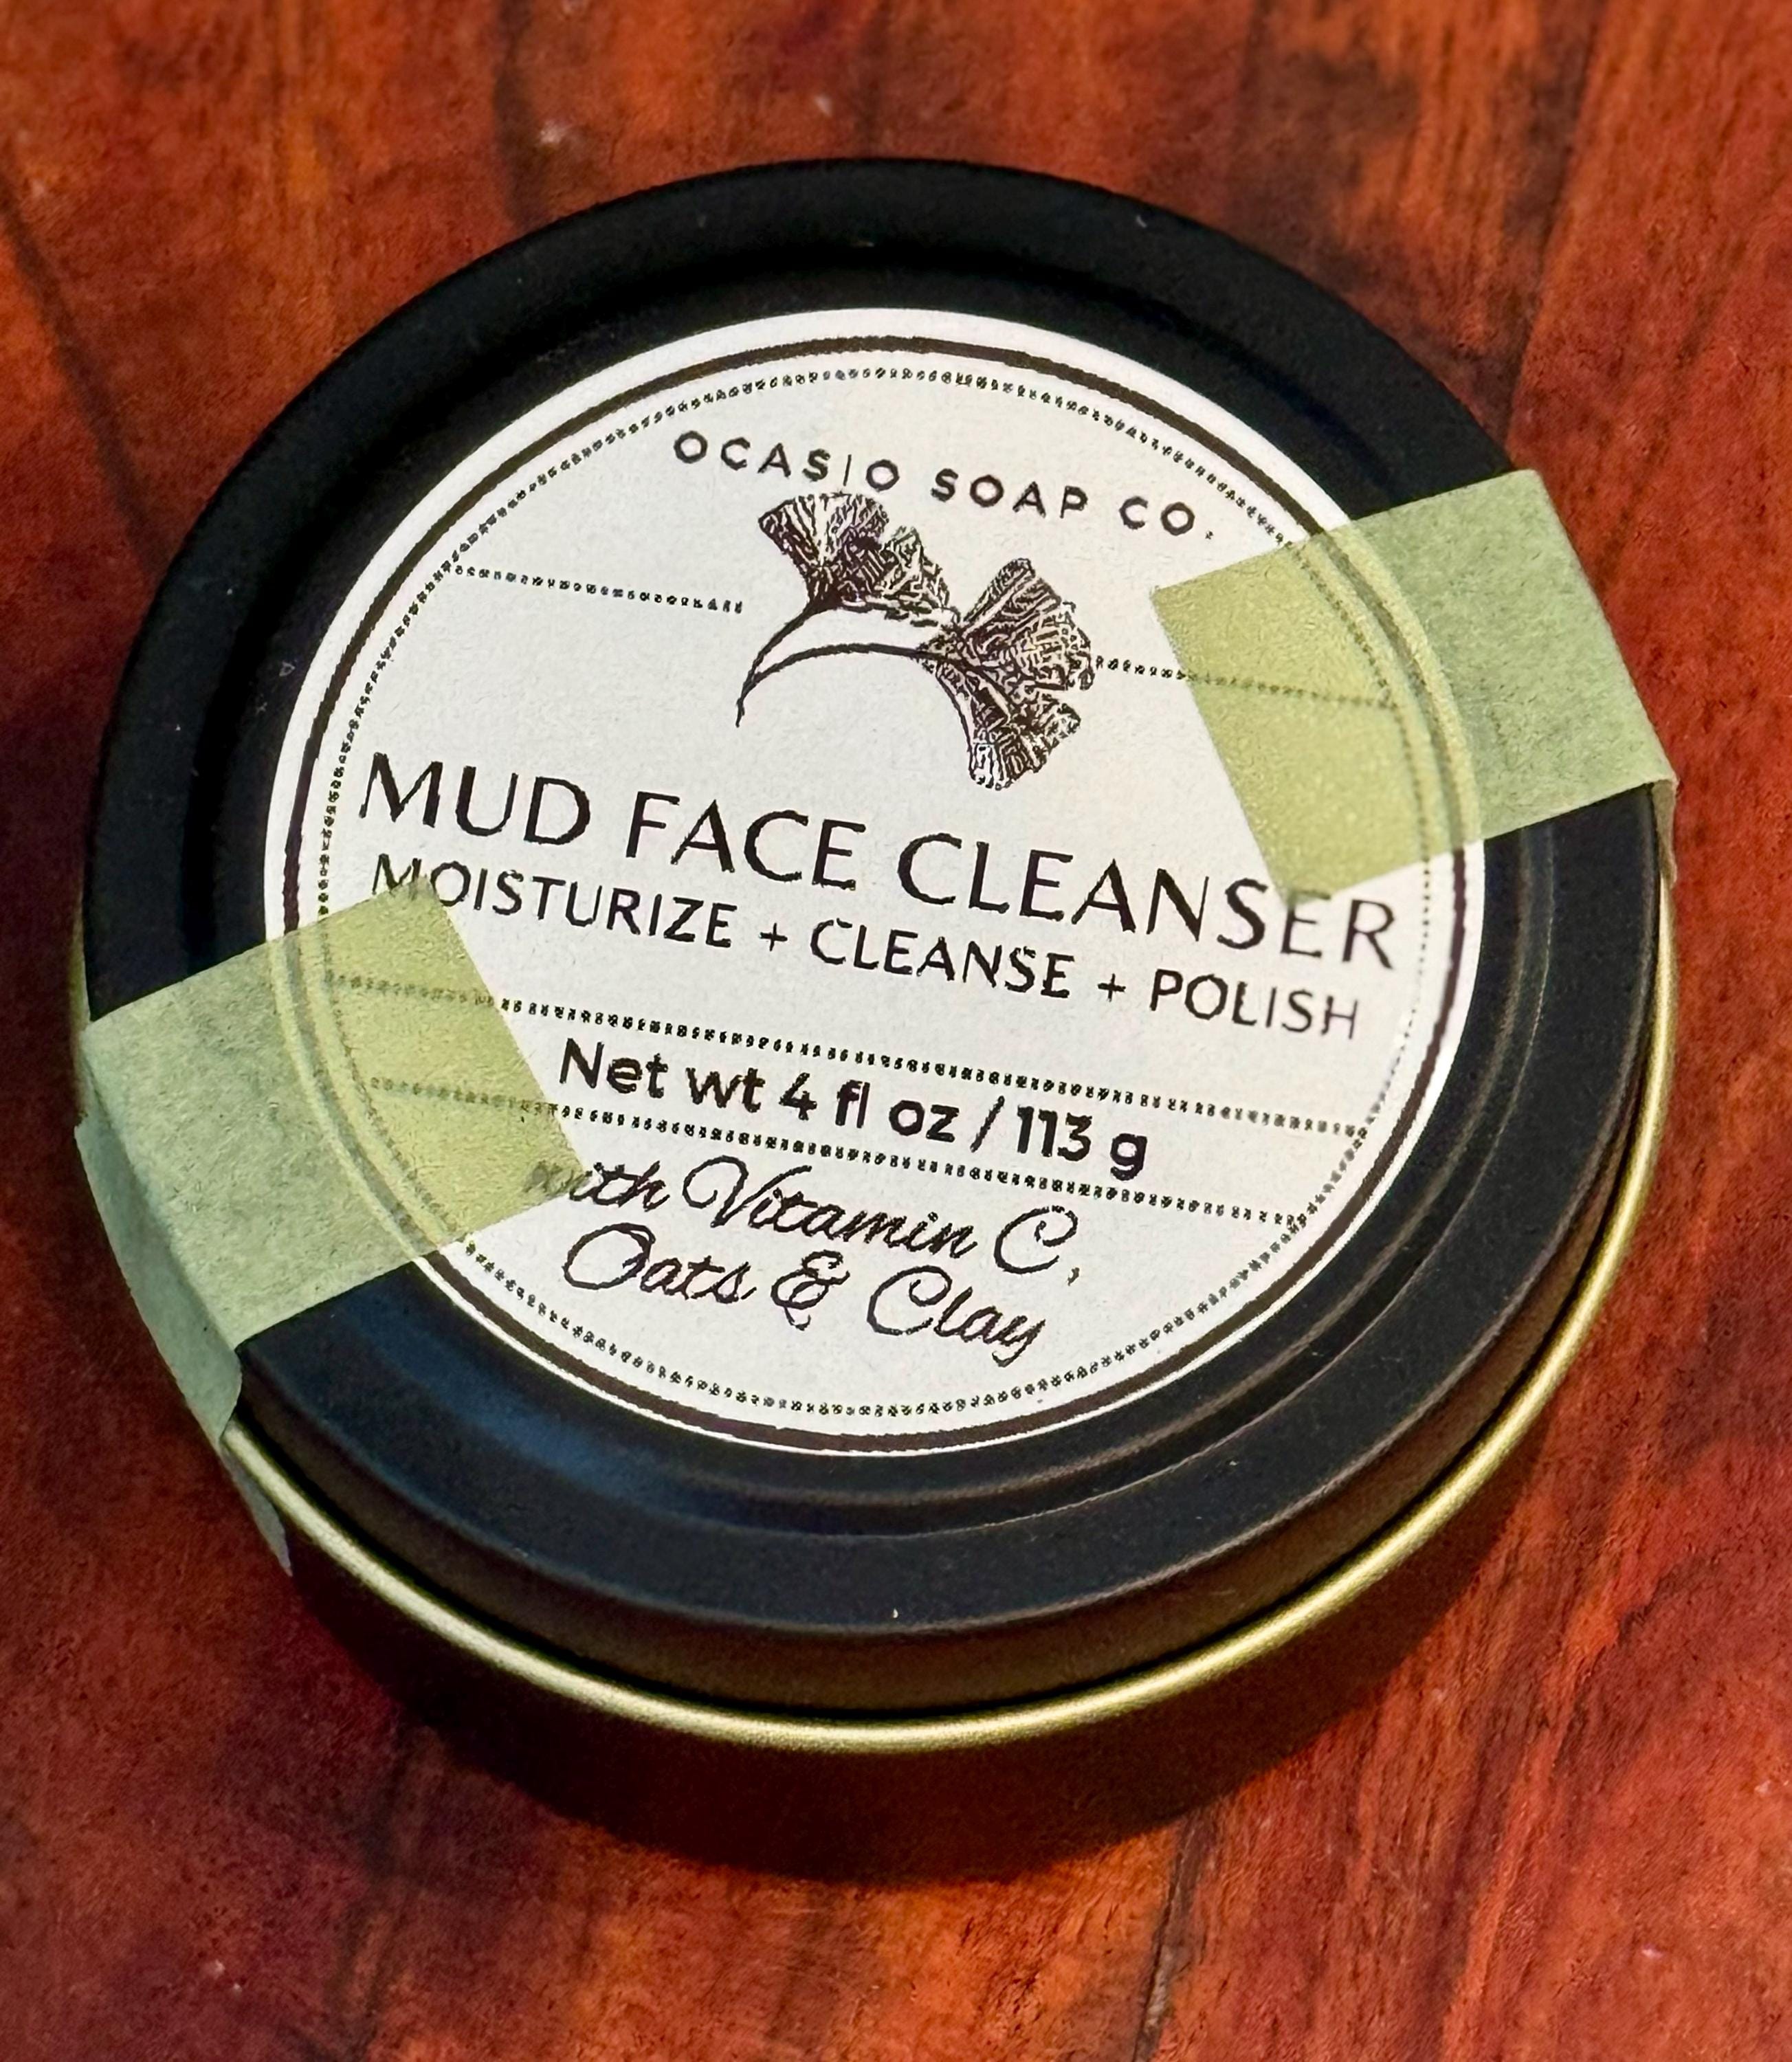 OCASIO SOAP CO.
MUD FACE CLEANSER
MOISTURIZE + CLEANSE + POLISH
Net wt 4 fl oz / 113 g
with Vitamin C,
Oats & Clay